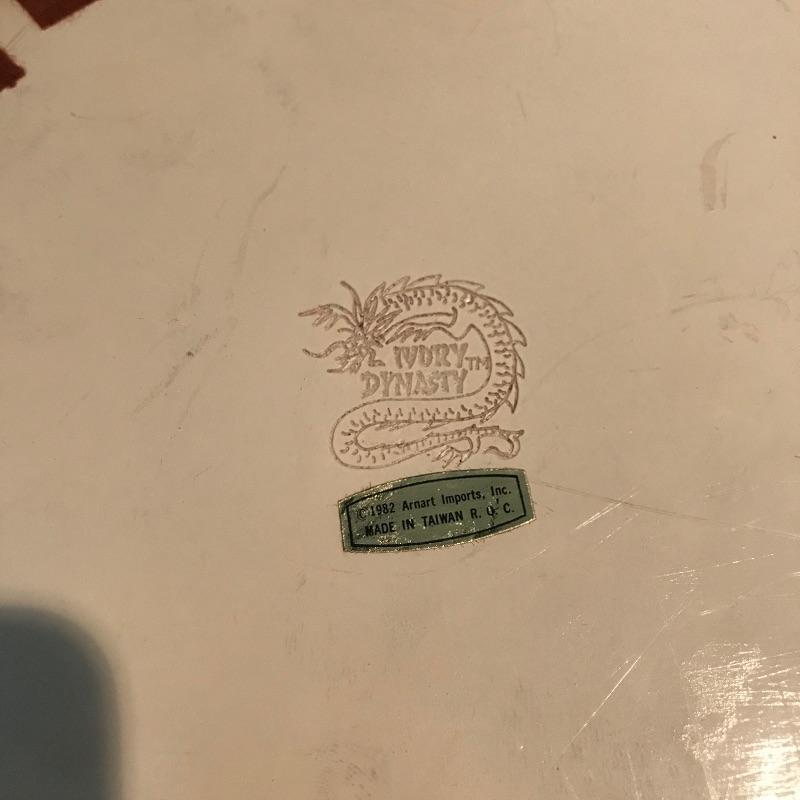 IVORY TM
DYNASTY
©1982 Arnart Imports, Inc.
MADE IN TAIWAN R. O. C.